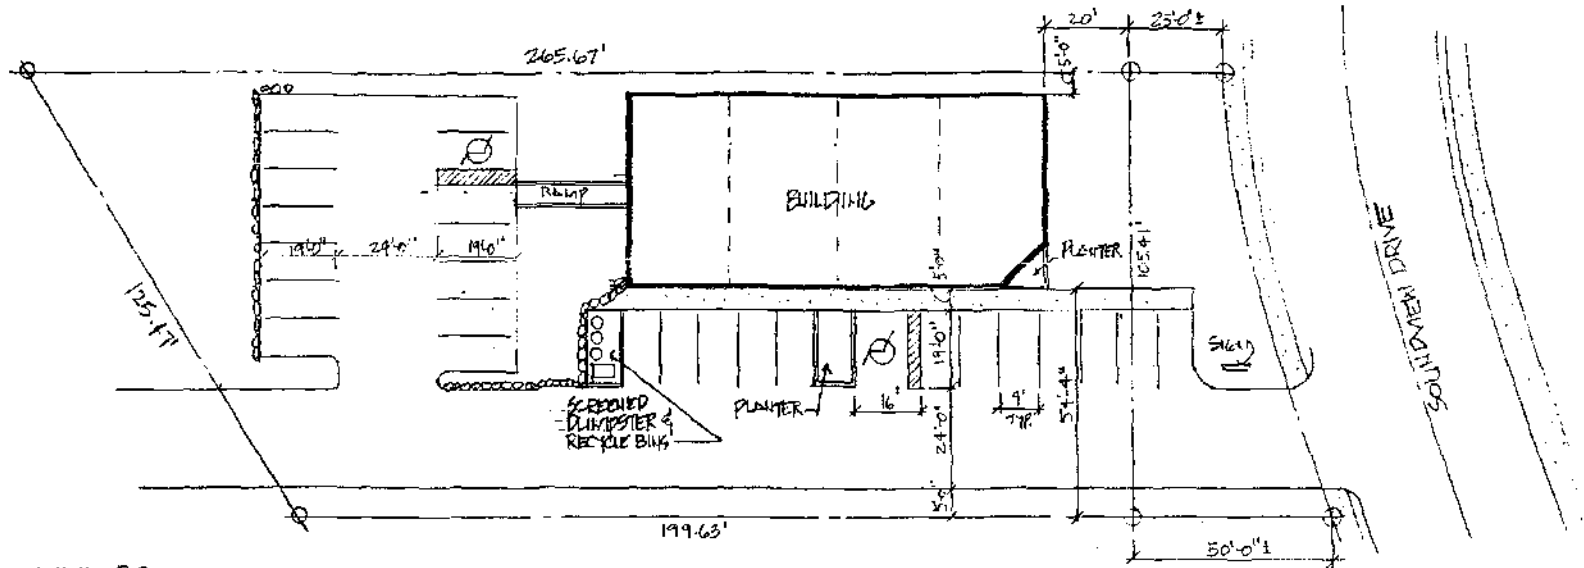 20'
25'-0"±
265.67'
5'-0"
RAMP
BUILDING
PLANTER
5'-0"
105.41'
19'-0"
24'-0"
19'-0"
125.47'
SOUNDVIEW DRIVE
19'-0"
SIGN
SCREENED
DUMPSTER &
RECYCLE BINS
PLANTER
16'
9'
TYP.
24'-0"
54'-4"
199.63'
50'-0"±